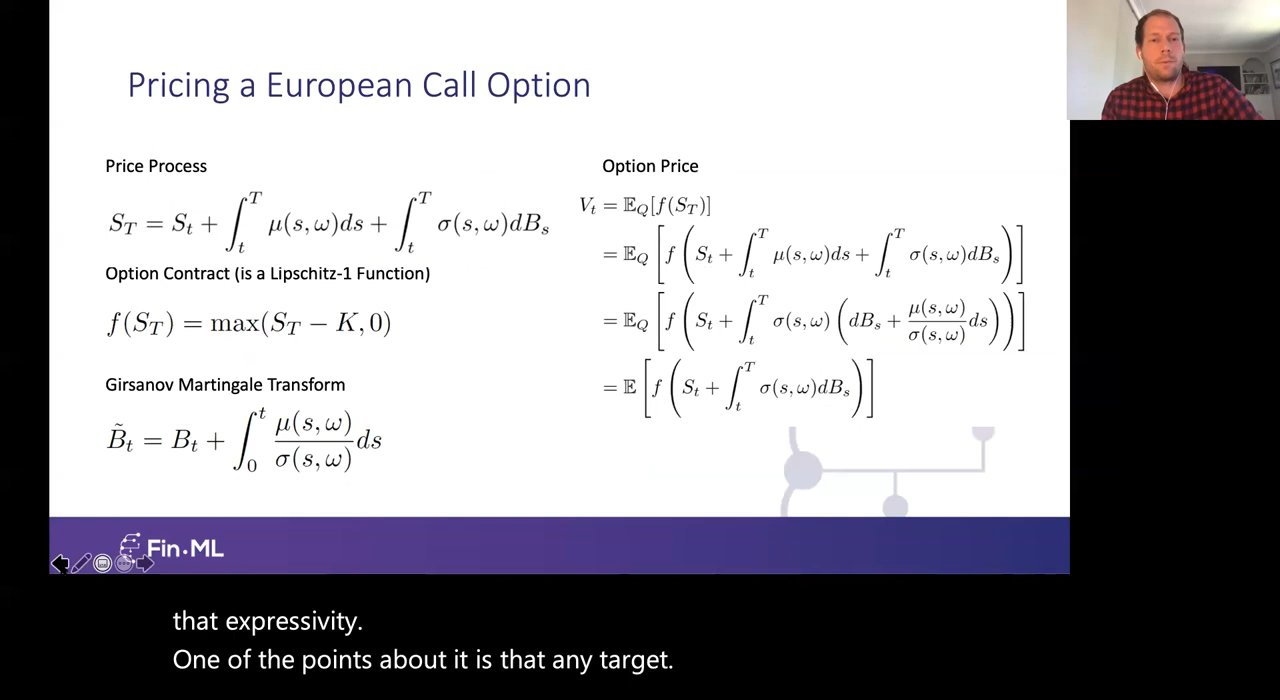 Pricing a European Call Option
Price Process
S_T = S_t + ∫_t^T μ(s, ω)ds + ∫_t^T σ(s, ω)dB_s
Option Contract (is a Lipschitz-1 Function)
f(S_T) = max(S_T − K, 0)
Girsanov Martingale Transform
B̃_t = B_t + ∫_0^t μ(s, ω)/σ(s, ω) ds
Option Price
V_t = 𝔼_Q[f(S_T)]
= 𝔼_Q [f (S_t + ∫_t^T μ(s, ω)ds + ∫_t^T σ(s, ω)dB_s)]
= 𝔼_Q [f (S_t + ∫_t^T σ(s, ω) (dB_s + μ(s, ω)/σ(s, ω) ds))]
= 𝔼 [f (S_t + ∫_t^T σ(s, ω)dB_s)]
Fin·ML
that expressivity.
One of the points about it is that any target.